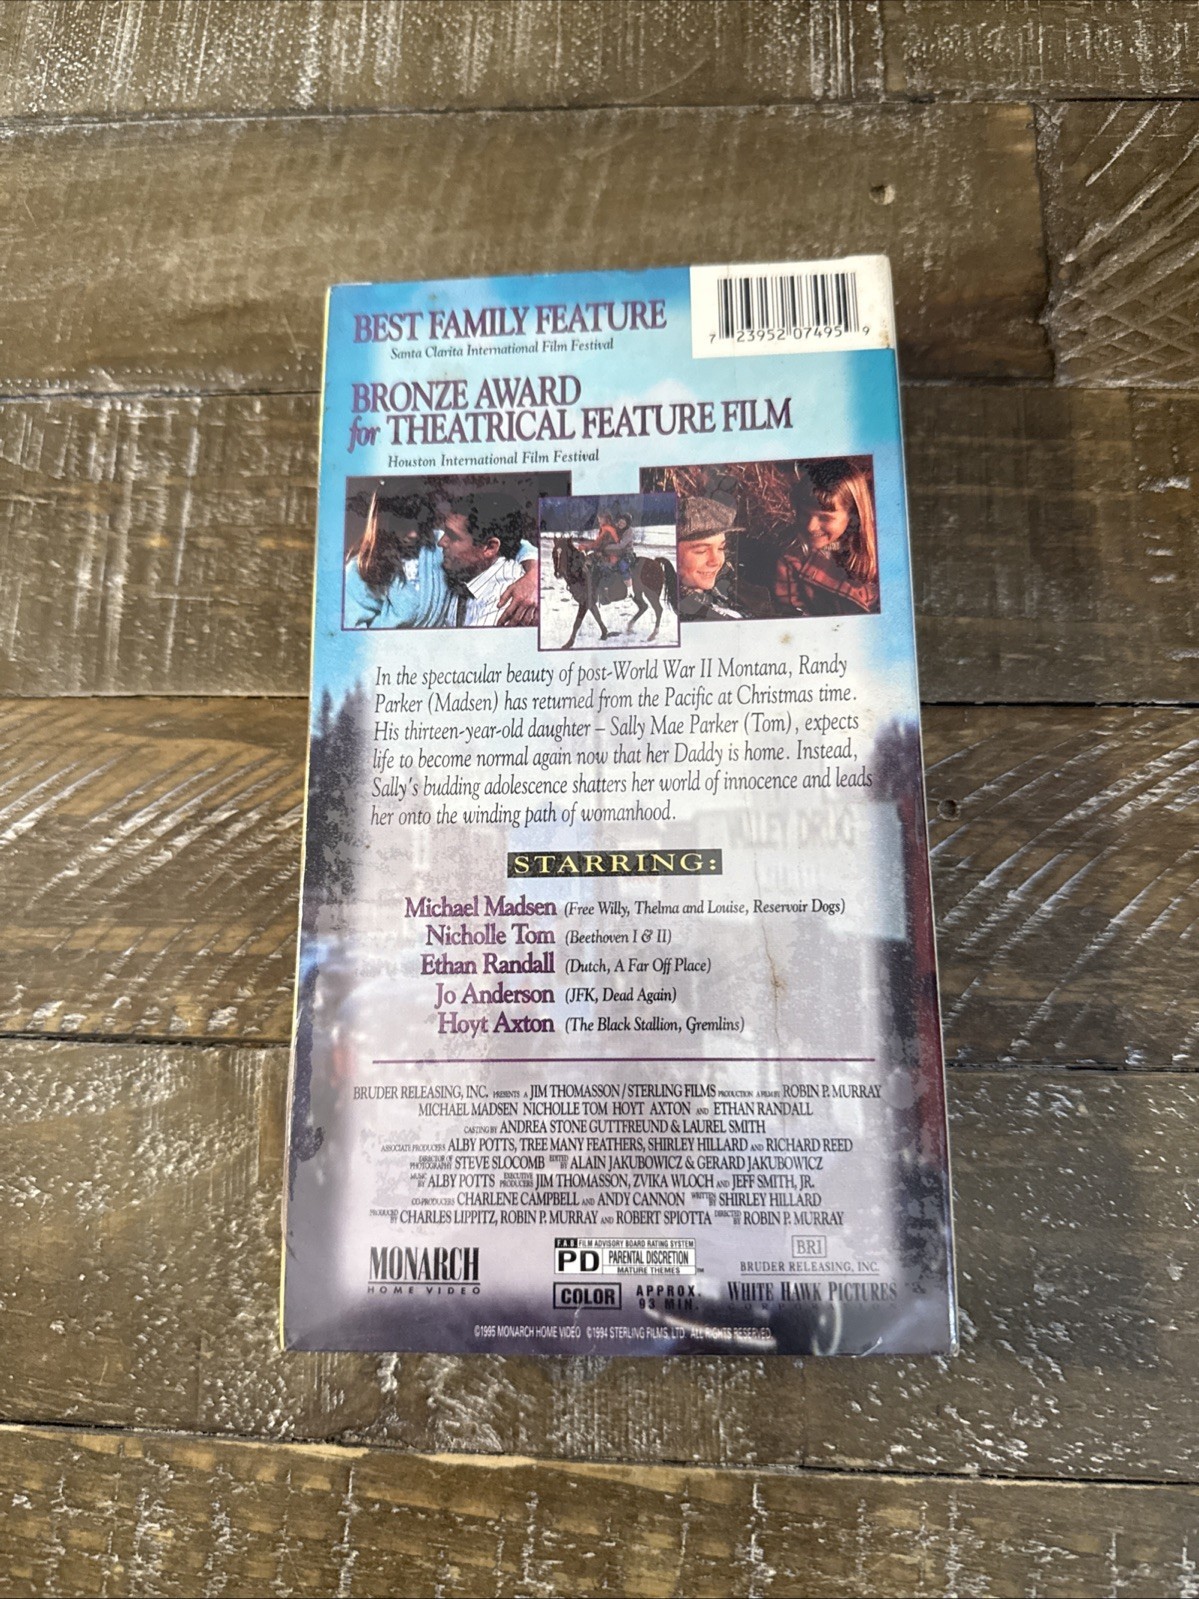 BEST FAMILY FEATURE
Santa Clarita International Film Festival
7 23952 07495 9
BRONZE AWARD
for THEATRICAL FEATURE FILM
Houston International Film Festival
In the spectacular beauty of post-World War II Montana, Randy
Parker (Madsen) has returned from the Pacific at Christmas time.
His thirteen-year-old daughter – Sally Mae Parker (Tom), expects
life to become normal again now that her Daddy is home. Instead,
Sally's budding adolescence shatters her world of innocence and leads
her onto the winding path of womanhood.
STARRING:
Michael Madsen (Free Willy, Thelma and Louise, Reservoir Dogs)
Nicholle Tom (Beethoven I & II)
Ethan Randall (Dutch, A Far Off Place)
Jo Anderson (JFK, Dead Again)
Hoyt Axton (The Black Stallion, Gremlins)
BRUDER RELEASING, INC. PRESENTS A JIM THOMASSON / STERLING FILMS PRODUCTION A FILM BY ROBIN P. MURRAY
MICHAEL MADSEN NICHOLLE TOM HOYT AXTON AND ETHAN RANDALL
CASTING BY ANDREA STONE GUTTFREUND & LAUREL SMITH
ASSOCIATE PRODUCERS ALBY POTTS, TREE MANY FEATHERS, SHIRLEY HILLARD AND RICHARD REED
DIRECTOR OF PHOTOGRAPHY STEVE SLOCOMB EDITED BY ALAIN JAKUBOWICZ & GERARD JAKUBOWICZ
MUSIC BY ALBY POTTS EXECUTIVE PRODUCERS JIM THOMASSON, ZVIKA WLOCH AND JEFF SMITH, JR.
CO-PRODUCERS CHARLENE CAMPBELL AND ANDY CANNON WRITTEN BY SHIRLEY HILLARD
PRODUCED BY CHARLES LIPPITZ, ROBIN P. MURRAY AND ROBERT SPIOTTA DIRECTED BY ROBIN P. MURRAY
MONARCH
HOME VIDEO
F.A.B. FILM ADVISORY BOARD RATING SYSTEM
PD PARENTAL DISCRETION
MATURE THEMES
COLOR APPROX.
93 MIN.
BRI
BRUDER RELEASING, INC.
WHITE HAWK PICTURES
CORPORATION
©1995 MONARCH HOME VIDEO ©1994 STERLING FILMS, LTD. ALL RIGHTS RESERVED